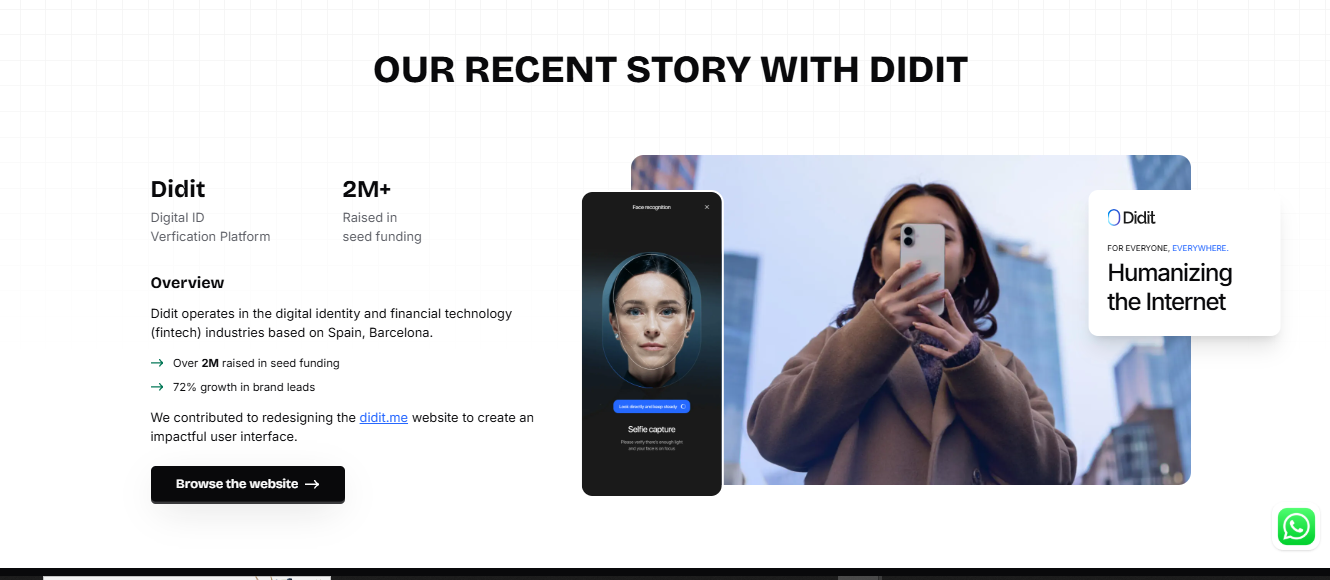 OUR RECENT STORY WITH DIDIT
Didit
Digital ID
Verfication Platform
2M+
Raised in
seed funding
Overview
Didit operates in the digital identity and financial technology
(fintech) industries based on Spain, Barcelona.
Over 2M raised in seed funding
72% growth in brand leads
We contributed to redesigning the didit.me website to create an
impactful user interface.
Browse the website
Face recognition
Look directly and keep steady
Selfie capture
Please verify there's enough light
and your face is on focus.
Didit
FOR EVERYONE, EVERYWHERE.
Humanizing
the Internet